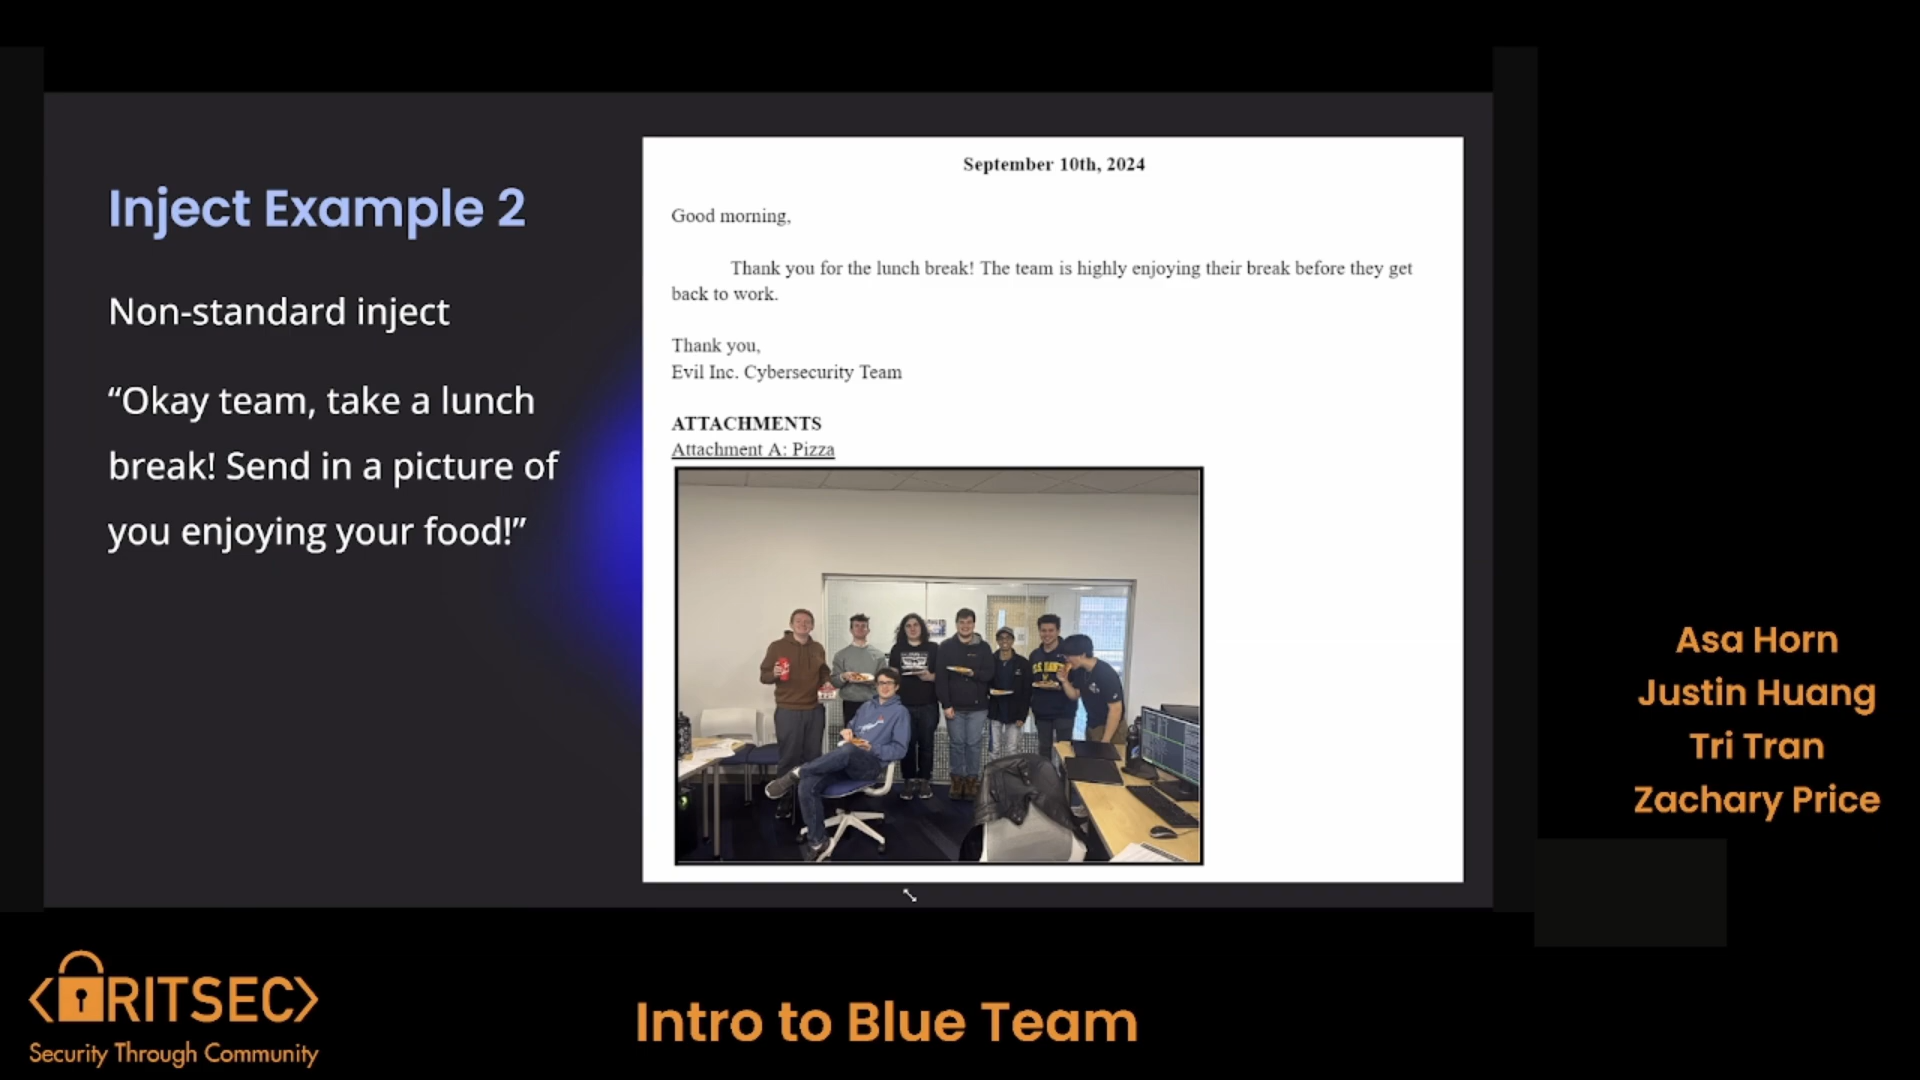 Inject Example 2
Non-standard inject
“Okay team, take a lunch
break! Send in a picture of
you enjoying your food!”
September 10th, 2024
Good morning,
Thank you for the lunch break! The team is highly enjoying their break before they get
back to work.
Thank you,
Evil Inc. Cybersecurity Team
ATTACHMENTS
Attachment A: Pizza
Asa Horn
Justin Huang
Tri Tran
Zachary Price
<RITSEC>
Security Through Community
Intro to Blue Team